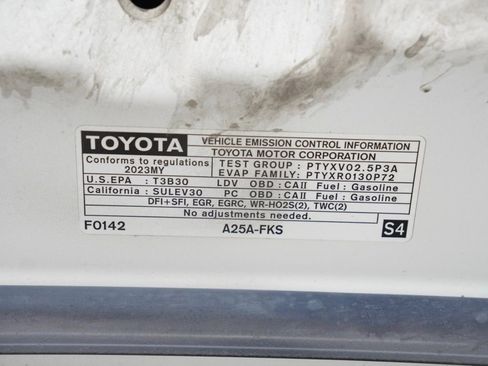 TOYOTA VEHICLE EMISSION CONTROL INFORMATION
TOYOTA MOTOR CORPORATION
Conforms to regulations 2023MY
TEST GROUP : PTYXV02.5P3A
EVAP FAMILY: PTYXR0130P72
U.S.EPA : T3B30 LDV OBD : CAII Fuel : Gasoline
California : SULEV30 PC OBD : CAII Fuel : Gasoline
DFI+SFI, EGR, EGRC, WR-HO2S(2), TWC(2)
No adjustments needed.
F0142 A25A-FKS S4